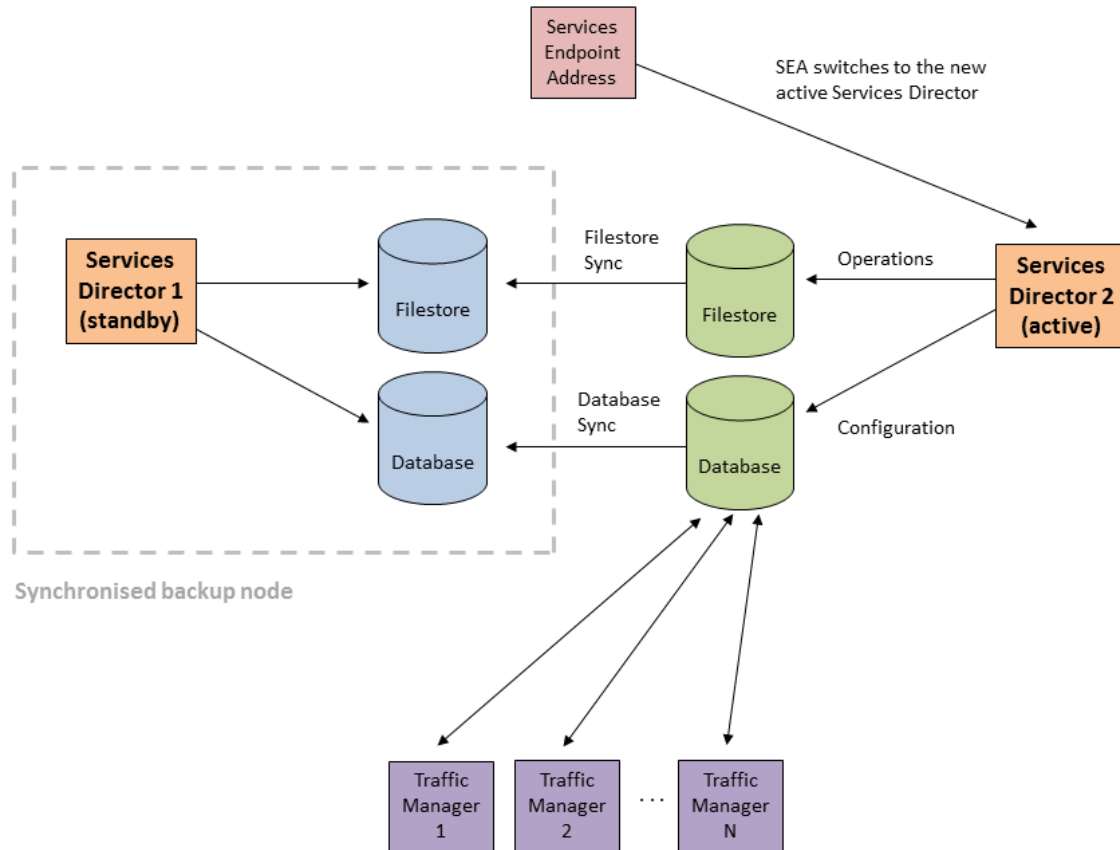 Services
Endpoint
Address
SEA switches to the new
active Services Director
Services
Director 1
(standby)
Filestore
Filestore
Sync
Filestore
Operations
Services
Director 2
(active)
Database
Database
Sync
Database
Configuration
Synchronised backup node
Traffic
Manager
1
Traffic
Manager
2
...
Traffic
Manager
N